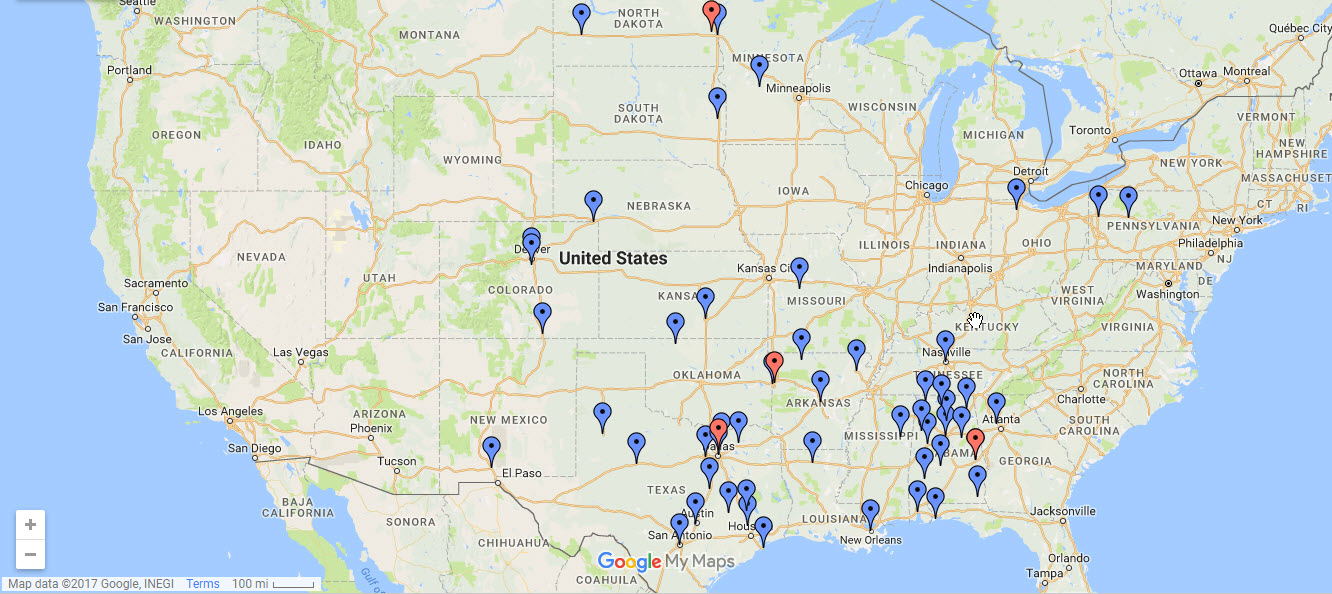 Seattle
WASHINGTON
MONTANA
NORTH
DAKOTA
MINNESOTA
Québec City
Portland
Minneapolis
Ottawa
Montreal
SOUTH
DAKOTA
WISCONSIN
VERMONT
OREGON
IDAHO
MICHIGAN
Toronto
NEW
HAMPSHIRE
WYOMING
NEW YORK
Detroit
MASSACHUSET
Chicago
IOWA
NEBRASKA
CT
RI
PENNSYLVANIA
New York
NEVADA
Denver
United States
ILLINOIS
INDIANA
OHIO
Philadelphia
NJ
Kansas City
Indianapolis
MARYLAND
DE
UTAH
COLORADO
KANSAS
MISSOURI
WEST
VIRGINIA
Washington
Sacramento
San Francisco
San Jose
KENTUCKY
VIRGINIA
CALIFORNIA
Las Vegas
Nashville
TENNESSEE
OKLAHOMA
NORTH
CAROLINA
Charlotte
ARKANSAS
Los Angeles
ARIZONA
Phoenix
NEW MEXICO
Atlanta
SOUTH
CAROLINA
MISSISSIPPI
San Diego
Dallas
ALABAMA
GEORGIA
Tucson
El Paso
TEXAS
BAJA
CALIFORNIA
SONORA
Austin
LOUISIANA
Jacksonville
Houston
San Antonio
New Orleans
CHIHUAHUA
Google My Maps
Orlando
Tampa
COAHUILA
Gulf of
Map data ©2017 Google, INEGI Terms 100 mi